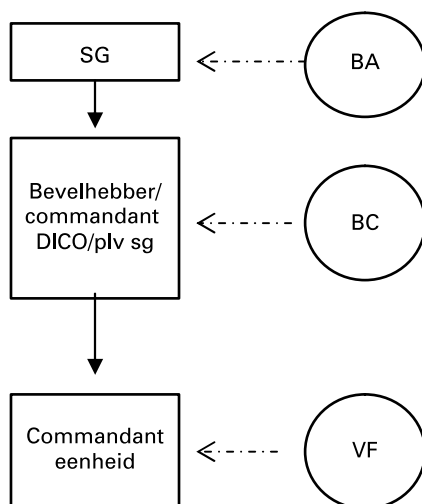 SG
BA
Bevelhebber/
commandant
DICO/plv sg
BC
Commandant
eenheid
VF